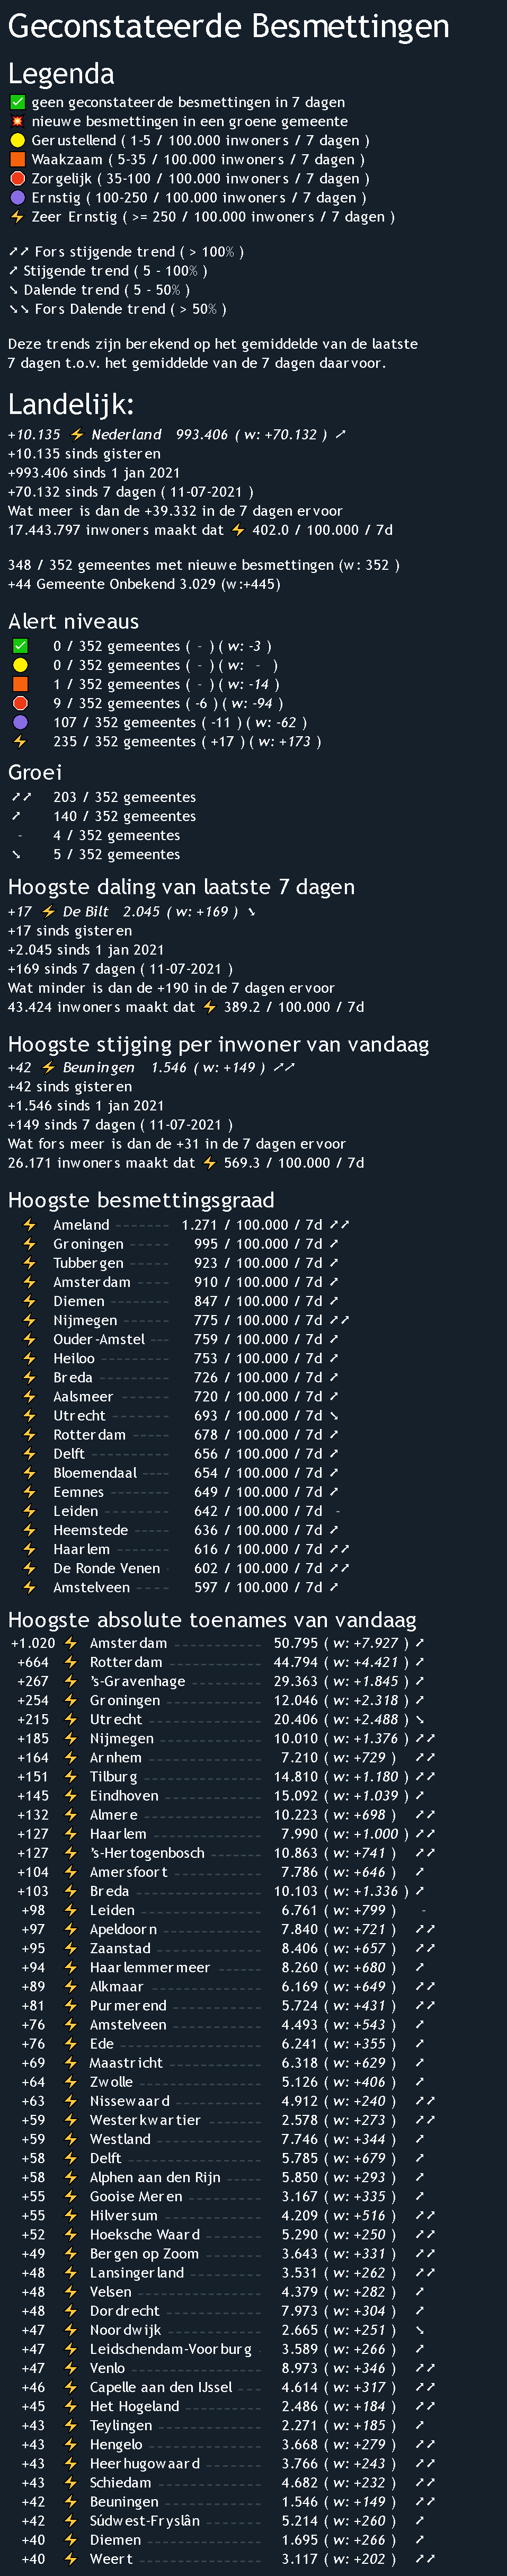 Geconstateerde Besmettingen
Legenda
✅ geen geconstateerde besmettingen in 7 dagen
💥 nieuwe besmettingen in een groene gemeente
🟡 Gerustellend ( 1-5 / 100.000 inwoners / 7 dagen )
🟧 Waakzaam ( 5-35 / 100.000 inwoners / 7 dagen )
🛑 Zorgelijk ( 35-100 / 100.000 inwoners / 7 dagen )
🟣 Ernstig ( 100-250 / 100.000 inwoners / 7 dagen )
⚡ Zeer Ernstig ( >= 250 / 100.000 inwoners / 7 dagen )
➚➚ Fors stijgende trend ( > 100% )
➚ Stijgende trend ( 5 - 100% )
➘ Dalende trend ( 5 - 50% )
➘➘ Fors Dalende trend ( > 50% )
Deze trends zijn berekend op het gemiddelde van de laatste
7 dagen t.o.v. het gemiddelde van de 7 dagen daarvoor.
Landelijk:
+10.135 ⚡ Nederland 993.406 ( w: +70.132 ) ➚
+10.135 sinds gisteren
+993.406 sinds 1 jan 2021
+70.132 sinds 7 dagen ( 11-07-2021 )
Wat meer is dan de +39.332 in de 7 dagen ervoor
17.443.797 inwoners maakt dat ⚡ 402.0 / 100.000 / 7d
348 / 352 gemeentes met nieuwe besmettingen (w: 352 )
+44 Gemeente Onbekend 3.029 (w:+445)
Alert niveaus
✅ 0 / 352 gemeentes ( - ) ( w: -3 )
🟡 0 / 352 gemeentes ( - ) ( w: - )
🟧 1 / 352 gemeentes ( - ) ( w: -14 )
🛑 9 / 352 gemeentes ( -6 ) ( w: -94 )
🟣 107 / 352 gemeentes ( -11 ) ( w: -62 )
⚡ 235 / 352 gemeentes ( +17 ) ( w: +173 )
Groei
➚➚ 203 / 352 gemeentes
➚ 140 / 352 gemeentes
- 4 / 352 gemeentes
➘ 5 / 352 gemeentes
Hoogste daling van laatste 7 dagen
+17 ⚡ De Bilt 2.045 ( w: +169 ) ➘
+17 sinds gisteren
+2.045 sinds 1 jan 2021
+169 sinds 7 dagen ( 11-07-2021 )
Wat minder is dan de +190 in de 7 dagen ervoor
43.424 inwoners maakt dat ⚡ 389.2 / 100.000 / 7d
Hoogste stijging per inwoner van vandaag
+42 ⚡ Beuningen 1.546 ( w: +149 ) ➚➚
+42 sinds gisteren
+1.546 sinds 1 jan 2021
+149 sinds 7 dagen ( 11-07-2021 )
Wat fors meer is dan de +31 in de 7 dagen ervoor
26.171 inwoners maakt dat ⚡ 569.3 / 100.000 / 7d
Hoogste besmettingsgraad
⚡ Ameland ------- 1.271 / 100.000 / 7d ➚➚
⚡ Groningen ------ 995 / 100.000 / 7d ➚
⚡ Tubbergen ------ 923 / 100.000 / 7d ➚
⚡ Amsterdam ----- 910 / 100.000 / 7d ➚
⚡ Diemen -------- 847 / 100.000 / 7d ➚
⚡ Nijmegen ------- 775 / 100.000 / 7d ➚➚
⚡ Ouder-Amstel --- 759 / 100.000 / 7d ➚
⚡ Heiloo --------- 753 / 100.000 / 7d ➚
⚡ Breda ---------- 726 / 100.000 / 7d ➚
⚡ Aalsmeer ------- 720 / 100.000 / 7d ➚
⚡ Utrecht -------- 693 / 100.000 / 7d ➘
⚡ Rotterdam ------ 678 / 100.000 / 7d ➚
⚡ Delft ---------- 656 / 100.000 / 7d ➚
⚡ Bloemendaal ---- 654 / 100.000 / 7d ➚
⚡ Eemnes -------- 649 / 100.000 / 7d ➚
⚡ Leiden --------- 642 / 100.000 / 7d -
⚡ Heemstede ----- 636 / 100.000 / 7d ➚
⚡ Haarlem ------- 616 / 100.000 / 7d ➚➚
⚡ De Ronde Venen - 602 / 100.000 / 7d ➚➚
⚡ Amstelveen ---- 597 / 100.000 / 7d ➚
Hoogste absolute toenames van vandaag
+1.020 ⚡ Amsterdam ------------ 50.795 ( w: +7.927 ) ➚
+664 ⚡ Rotterdam ------------- 44.794 ( w: +4.421 ) ➚
+267 ⚡ 's-Gravenhage ---------- 29.363 ( w: +1.845 ) ➚
+254 ⚡ Groningen ------------- 12.046 ( w: +2.318 ) ➚
+215 ⚡ Utrecht --------------- 20.406 ( w: +2.488 ) ➘
+185 ⚡ Nijmegen -------------- 10.010 ( w: +1.376 ) ➚➚
+164 ⚡ Arnhem --------------- 7.210 ( w: +729 ) ➚➚
+151 ⚡ Tilburg ---------------- 14.810 ( w: +1.180 ) ➚➚
+145 ⚡ Eindhoven ------------- 15.092 ( w: +1.039 ) ➚
+132 ⚡ Almere ---------------- 10.223 ( w: +698 ) ➚➚
+127 ⚡ Haarlem -------------- 7.990 ( w: +1.000 ) ➚➚
+127 ⚡ 's-Hertogenbosch ------- 10.863 ( w: +741 ) ➚➚
+104 ⚡ Amersfoort ------------ 7.786 ( w: +646 ) ➚
+103 ⚡ Breda ----------------- 10.103 ( w: +1.336 ) ➚
+98 ⚡ Leiden ---------------- 6.761 ( w: +799 ) -
+97 ⚡ Apeldoorn ------------- 7.840 ( w: +721 ) ➚➚
+95 ⚡ Zaanstad -------------- 8.406 ( w: +657 ) ➚➚
+94 ⚡ Haarlemmermeer ------- 8.260 ( w: +680 ) ➚
+89 ⚡ Alkmaar --------------- 6.169 ( w: +649 ) ➚➚
+81 ⚡ Purmerend ------------ 5.724 ( w: +431 ) ➚➚
+76 ⚡ Amstelveen ----------- 4.493 ( w: +543 ) ➚
+76 ⚡ Ede ------------------- 6.241 ( w: +355 ) ➚
+69 ⚡ Maastricht ------------ 6.318 ( w: +629 ) ➚
+64 ⚡ Zwolle ---------------- 5.126 ( w: +406 ) ➚
+63 ⚡ Nissewaard ----------- 4.912 ( w: +240 ) ➚➚
+59 ⚡ Westerkwartier -------- 2.578 ( w: +273 ) ➚➚
+59 ⚡ Westland -------------- 7.746 ( w: +344 ) ➚
+58 ⚡ Delft ----------------- 5.785 ( w: +679 ) ➚
+58 ⚡ Alphen aan den Rijn ----- 5.850 ( w: +293 ) ➚
+55 ⚡ Gooise Meren ---------- 3.167 ( w: +335 ) ➚
+55 ⚡ Hilversum ------------- 4.209 ( w: +516 ) ➚➚
+52 ⚡ Hoeksche Waard ------- 5.290 ( w: +250 ) ➚➚
+49 ⚡ Bergen op Zoom -------- 3.643 ( w: +331 ) ➚➚
+48 ⚡ Lansingerland ---------- 3.531 ( w: +262 ) ➚➚
+48 ⚡ Velsen ---------------- 4.379 ( w: +282 ) ➚
+48 ⚡ Dordrecht ------------- 7.973 ( w: +304 ) ➚
+47 ⚡ Noordwijk ------------- 2.665 ( w: +251 ) ➘
+47 ⚡ Leidschendam-Voorburg - 3.589 ( w: +266 ) ➚
+47 ⚡ Venlo ----------------- 8.973 ( w: +346 ) ➚➚
+46 ⚡ Capelle aan den IJssel --- 4.614 ( w: +317 ) ➚➚
+45 ⚡ Het Hogeland ---------- 2.486 ( w: +184 ) ➚➚
+43 ⚡ Teylingen ------------- 2.271 ( w: +185 ) ➚
+43 ⚡ Hengelo --------------- 3.668 ( w: +279 ) ➚➚
+43 ⚡ Heerhugowaard -------- 3.766 ( w: +243 ) ➚➚
+43 ⚡ Schiedam -------------- 4.682 ( w: +232 ) ➚➚
+42 ⚡ Beuningen ------------- 1.546 ( w: +149 ) ➚➚
+42 ⚡ Súdwest-Fryslân -------- 5.214 ( w: +260 ) ➚
+40 ⚡ Diemen --------------- 1.695 ( w: +266 ) ➚
+40 ⚡ Weert ----------------- 3.117 ( w: +202 ) ➚➚